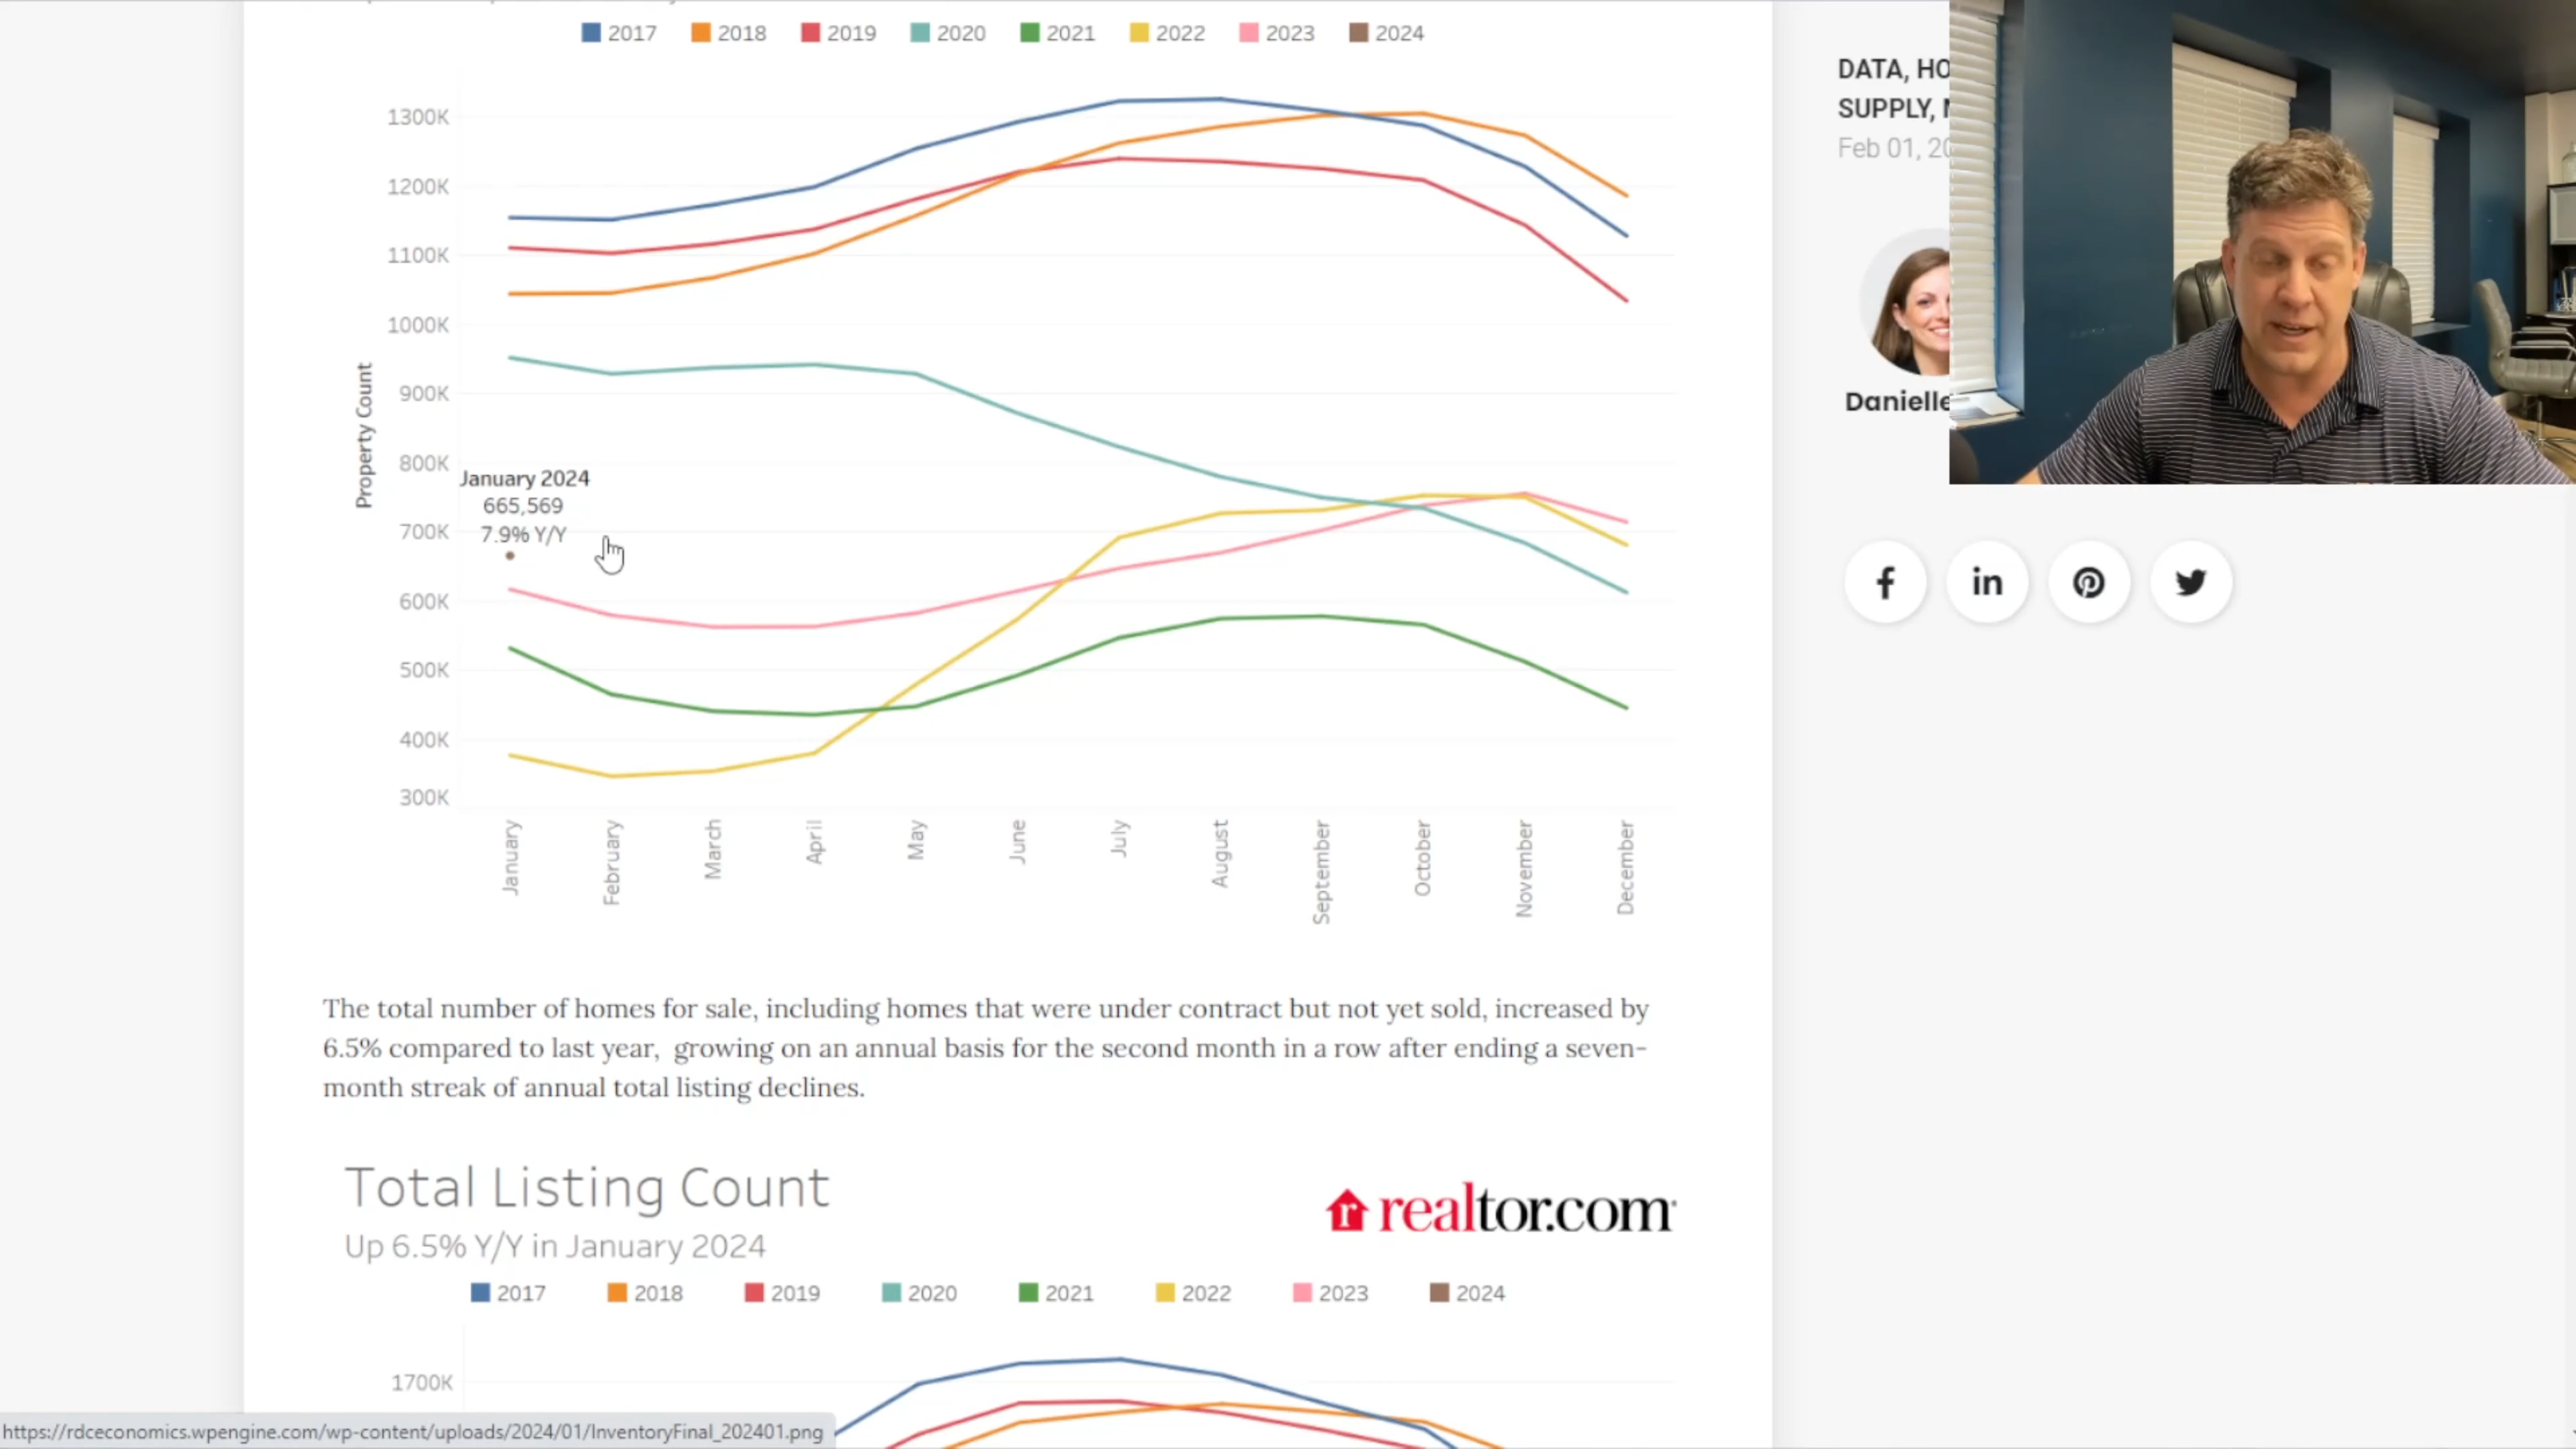 2017 2018 2019 2020 2021 2022 2023 2024
1300K
1200K
1100K
1000K
900K
800K
700K
600K
500K
400K
300K
Property Count
January 2024
665,569
7.9% Y/Y
January February March April May June July August September October November December
The total number of homes for sale, including homes that were under contract but not yet sold, increased by
6.5% compared to last year, growing on an annual basis for the second month in a row after ending a seven-
month streak of annual total listing declines.
Total Listing Count
realtor.com
Up 6.5% Y/Y in January 2024
2017 2018 2019 2020 2021 2022 2023 2024
1700K
https://rdceconomics.wpengine.com/wp-content/uploads/2024/01/InventoryFinal_202401.png
DATA,
SUPPLY,
Feb 01,
Danielle
f in